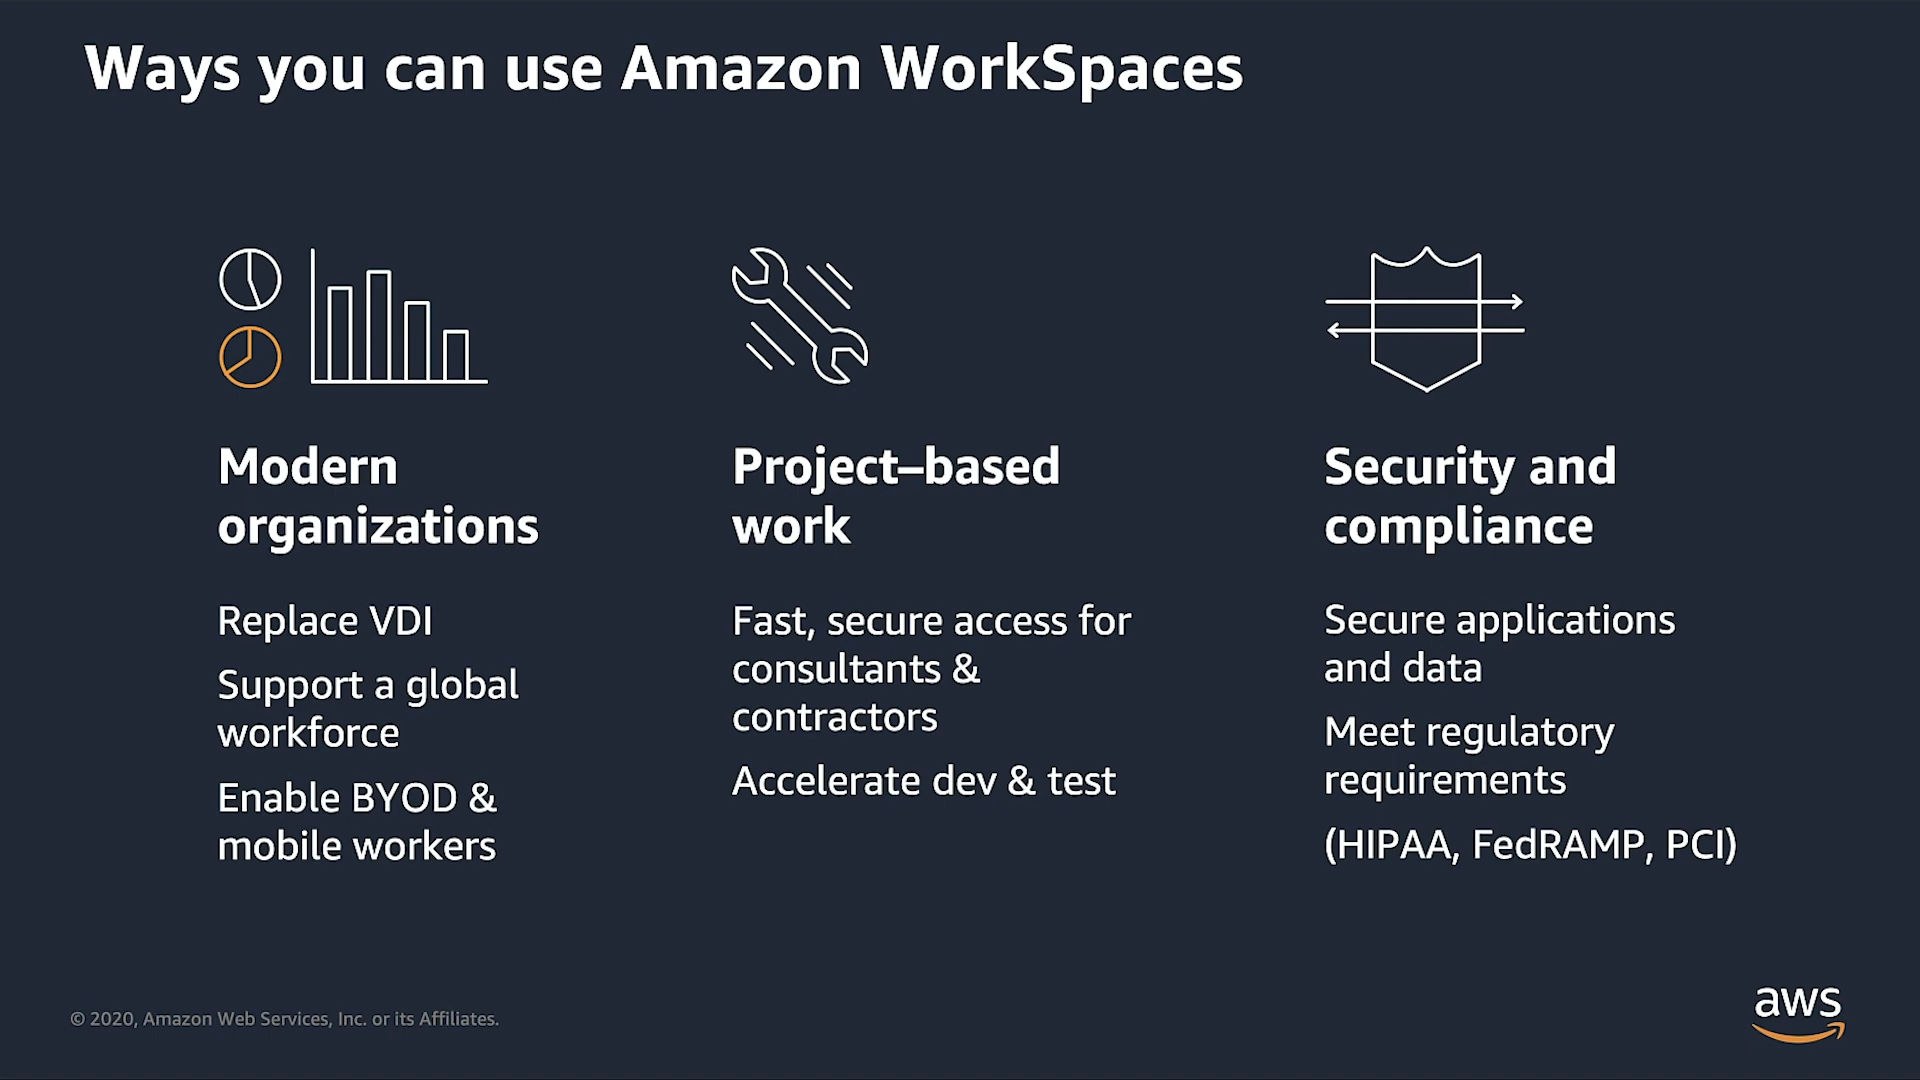 Ways you can use Amazon WorkSpaces
Modern
organizations
Replace VDI
Support a global
workforce
Enable BYOD &
mobile workers
Project–based
work
Fast, secure access for
consultants &
contractors
Accelerate dev & test
Security and
compliance
Secure applications
and data
Meet regulatory
requirements
(HIPAA, FedRAMP, PCI)
© 2020, Amazon Web Services, Inc. or its Affiliates.
aws